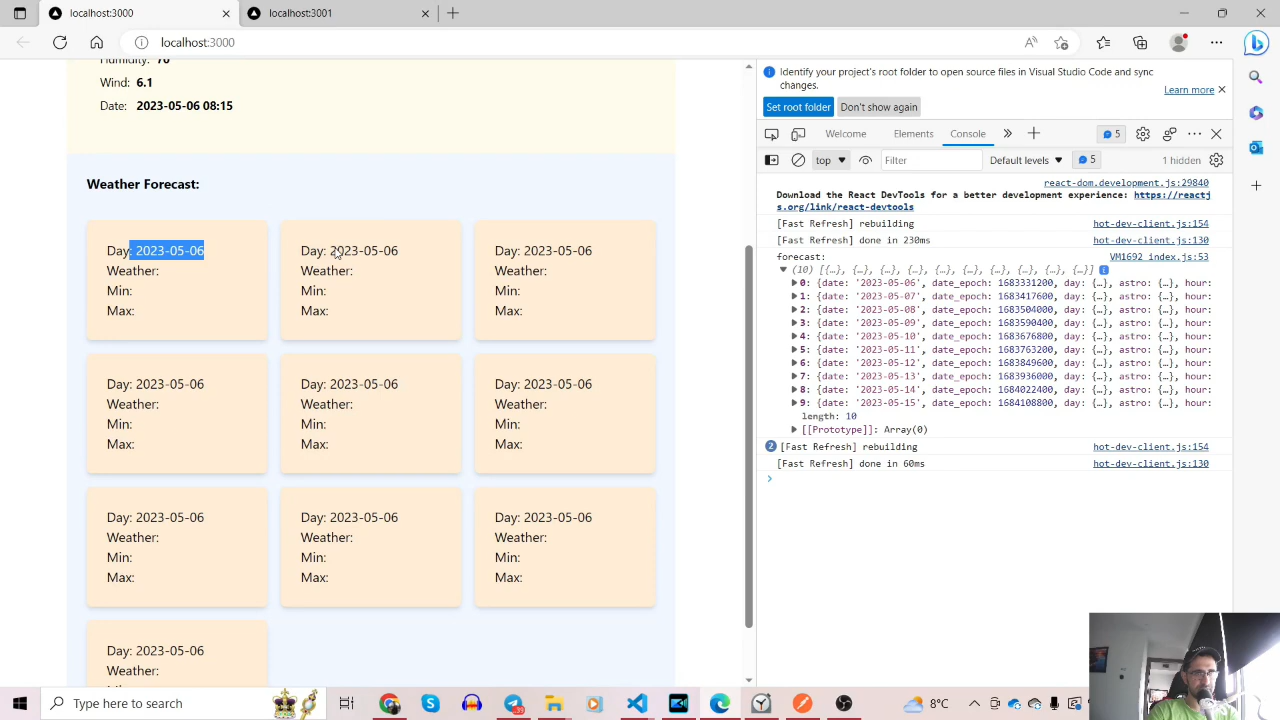 localhost:3000
localhost:3001
localhost:3000
Humidity: 70
Wind: 6.1
Date: 2023-05-06 08:15
Weather Forecast:
Day: 2023-05-06
Weather:
Min:
Max:
Day: 2023-05-06
Weather:
Min:
Max:
Day: 2023-05-06
Weather:
Min:
Max:
Day: 2023-05-06
Weather:
Min:
Max:
Day: 2023-05-06
Weather:
Min:
Max:
Day: 2023-05-06
Weather:
Min:
Max:
Day: 2023-05-06
Weather:
Min:
Max:
Day: 2023-05-06
Weather:
Min:
Max:
Day: 2023-05-06
Weather:
Min:
Max:
Day: 2023-05-06
Weather:
Identify your project's root folder to open source files in Visual Studio Code and sync
changes.
Learn more
Set root folder Don't show again
Welcome Elements Console 5
top Filter Default levels 5 1 hidden
react-dom.development.js:29840
Download the React DevTools for a better development experience: https://reactj
s.org/link/react-devtools
[Fast Refresh] rebuilding hot-dev-client.js:154
[Fast Refresh] done in 230ms hot-dev-client.js:130
forecast: VM1692 index.js:53
(10) [{…}, {…}, {…}, {…}, {…}, {…}, {…}, {…}, {…}, {…}] i
0: {date: '2023-05-06', date_epoch: 1683331200, day: {…}, astro: {…}, hour:
1: {date: '2023-05-07', date_epoch: 1683417600, day: {…}, astro: {…}, hour:
2: {date: '2023-05-08', date_epoch: 1683504000, day: {…}, astro: {…}, hour:
3: {date: '2023-05-09', date_epoch: 1683590400, day: {…}, astro: {…}, hour:
4: {date: '2023-05-10', date_epoch: 1683676800, day: {…}, astro: {…}, hour:
5: {date: '2023-05-11', date_epoch: 1683763200, day: {…}, astro: {…}, hour:
6: {date: '2023-05-12', date_epoch: 1683849600, day: {…}, astro: {…}, hour:
7: {date: '2023-05-13', date_epoch: 1683936000, day: {…}, astro: {…}, hour:
8: {date: '2023-05-14', date_epoch: 1684022400, day: {…}, astro: {…}, hour:
9: {date: '2023-05-15', date_epoch: 1684108800, day: {…}, astro: {…}, hour:
length: 10
[[Prototype]]: Array(0)
2 [Fast Refresh] rebuilding hot-dev-client.js:154
[Fast Refresh] done in 60ms hot-dev-client.js:130
Type here to search
8°C